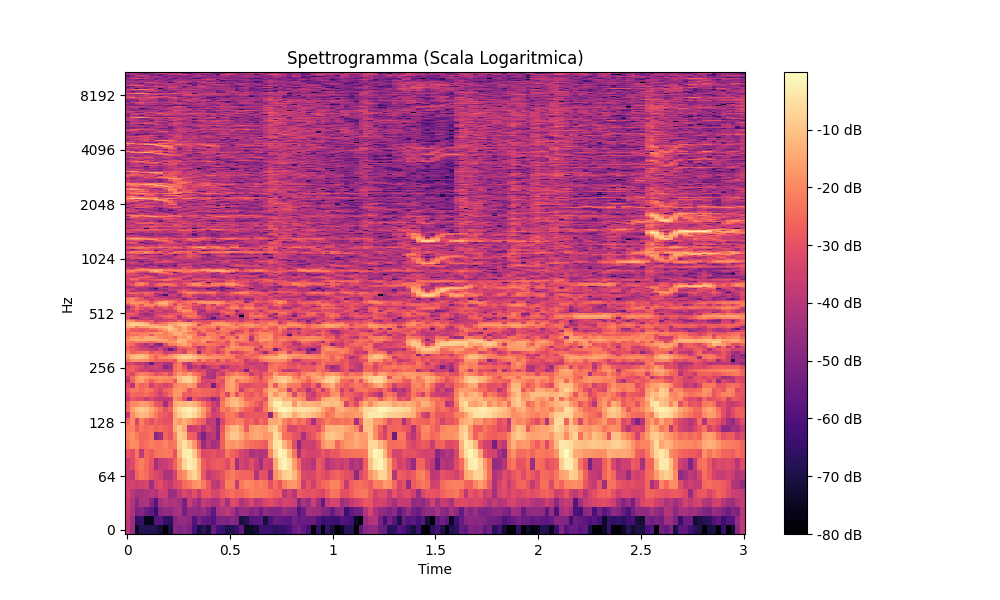 Spettrogramma (Scala Logaritmica)
8192
4096
2048
1024
512
256
128
64
0
Hz
0 0.5 1 1.5 2 2.5 3
Time
-10 dB
-20 dB
-30 dB
-40 dB
-50 dB
-60 dB
-70 dB
-80 dB